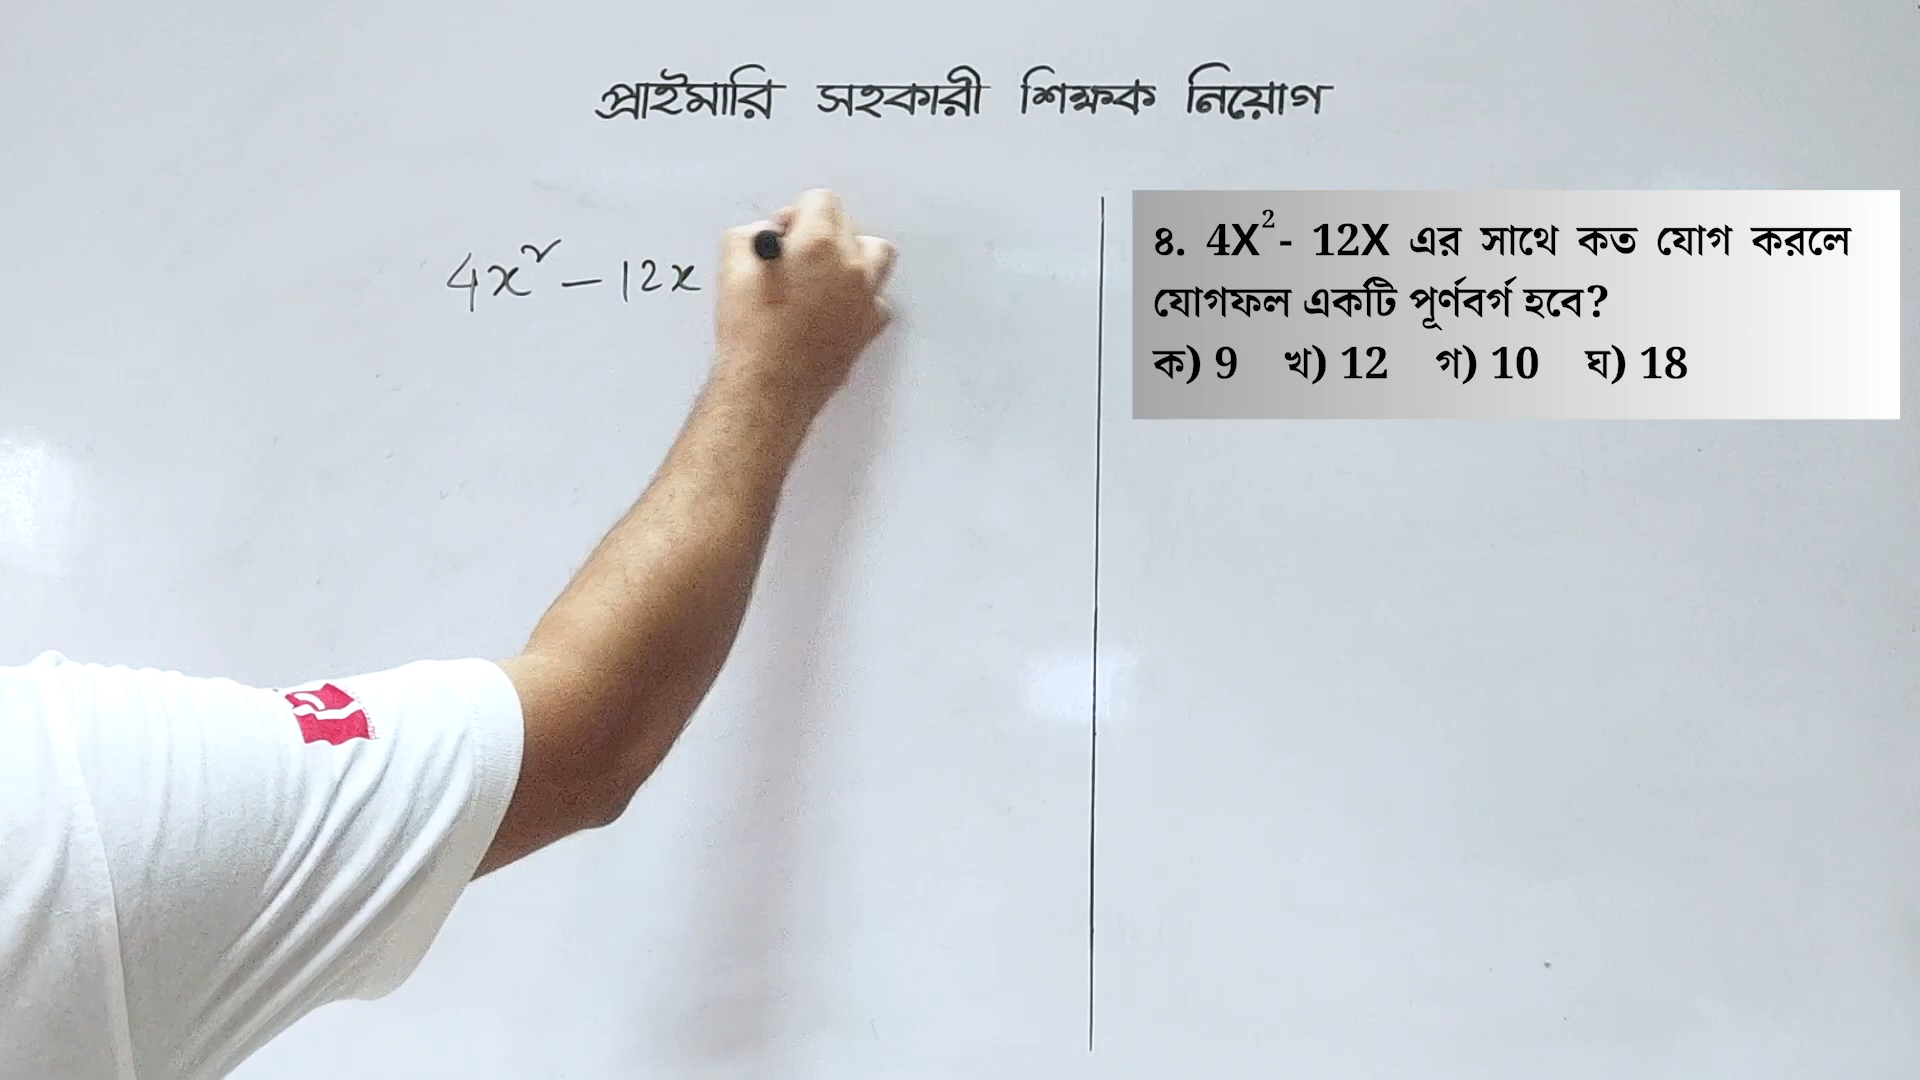 প্রাইমারি সহকারী শিক্ষক নিয়োগ
4x² - 12x
৪. 4X² - 12X এর সাথে কত যোগ করলে
যোগফল একটি পূর্ণবর্গ হবে?
ক) 9 খ) 12 গ) 10 ঘ) 18